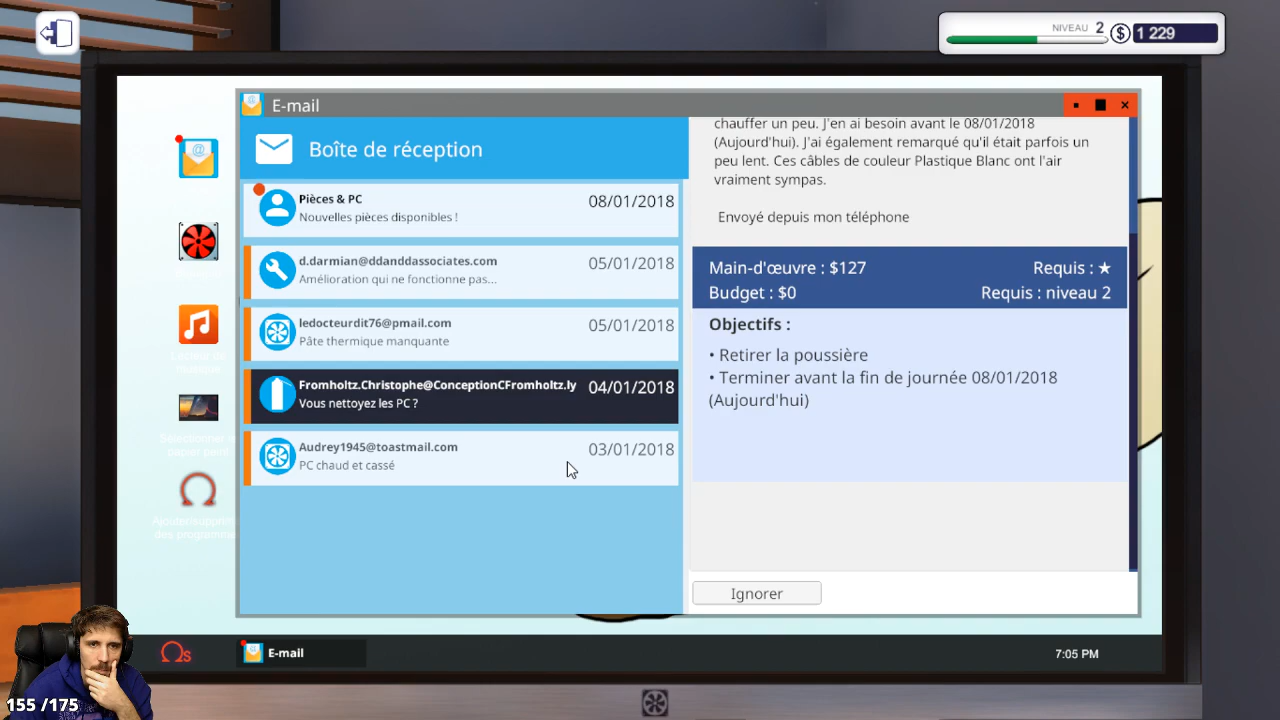 NIVEAU 2
$ 1 229
E-mail
Boîte de réception
Pièces & PC
08/01/2018
Nouvelles pièces disponibles !
d.darmian@ddanddassociates.com
05/01/2018
Amélioration qui ne fonctionne pas...
ledocteurdit76@pmail.com
05/01/2018
Pâte thermique manquante
Fromholtz.Christophe@ConceptionCFromholtz.ly
04/01/2018
Vous nettoyez les PC ?
Audrey1945@toastmail.com
03/01/2018
PC chaud et cassé
chauffer un peu. J'en ai besoin avant le 08/01/2018
(Aujourd'hui). J'ai également remarqué qu'il était parfois un
peu lent. Ces câbles de couleur Plastique Blanc ont l'air
vraiment sympas.
Envoyé depuis mon téléphone
Main-d'œuvre : $127
Requis : ★
Budget : $0
Requis : niveau 2
Objectifs :
• Retirer la poussière
• Terminer avant la fin de journée 08/01/2018
(Aujourd'hui)
Ignorer
Ωs
E-mail
7:05 PM
155 /175